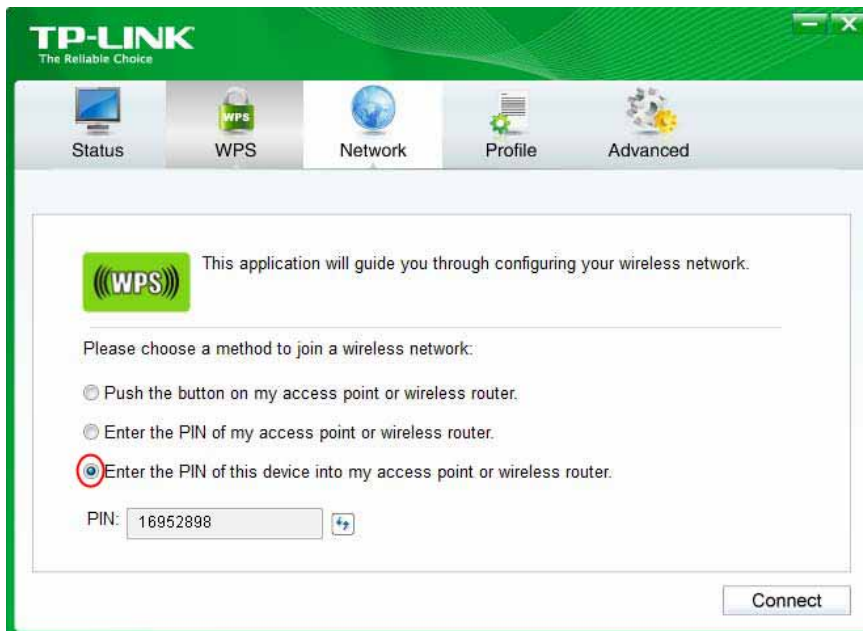 TP-LINK
The Reliable Choice
Status
WPS
WPS
Network
Profile
Advanced
((WPS))
This application will guide you through configuring your wireless network.
Please choose a method to join a wireless network:
Push the button on my access point or wireless router.
Enter the PIN of my access point or wireless router.
Enter the PIN of this device into my access point or wireless router.
PIN: 16952898
Connect